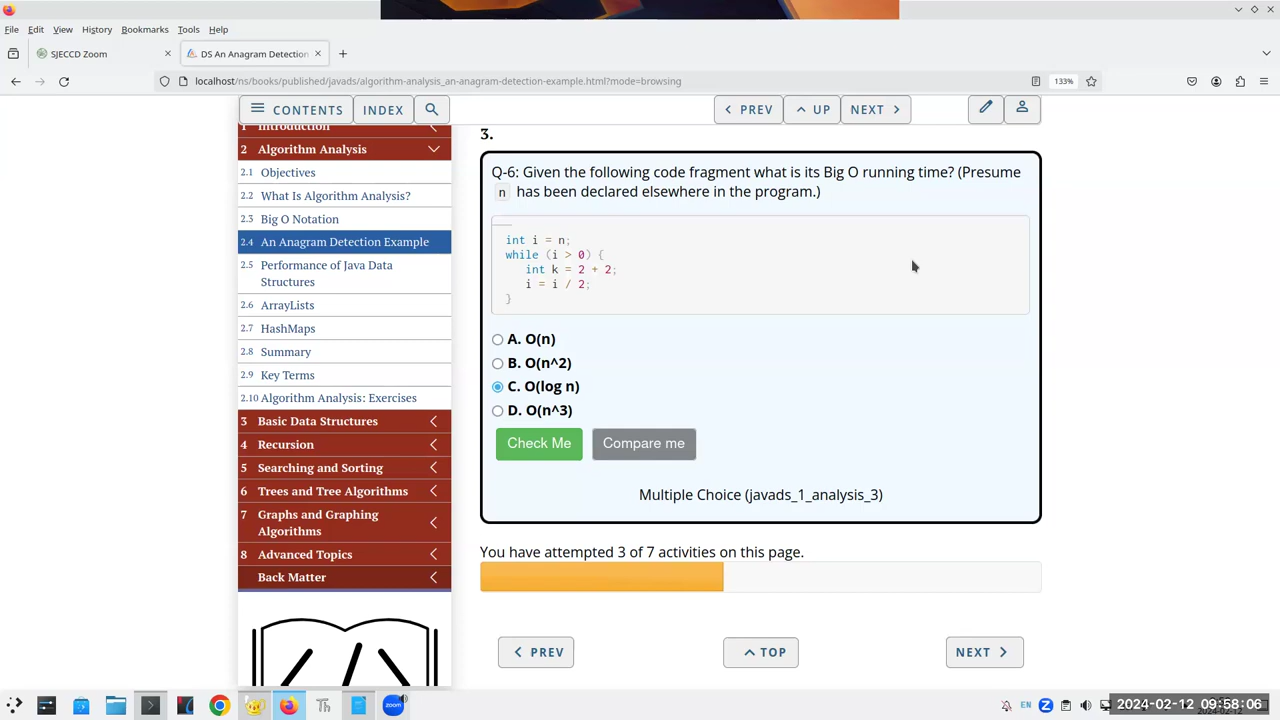 File Edit View History Bookmarks Tools Help
SJECCD Zoom
DS An Anagram Detection
localhost/ns/books/published/javads/algorithm-analysis_an-anagram-detection-example.html?mode=browsing
133%
CONTENTS
INDEX
PREV
UP
NEXT
1 Introduction
2 Algorithm Analysis
2.1 Objectives
2.2 What Is Algorithm Analysis?
2.3 Big O Notation
2.4 An Anagram Detection Example
2.5 Performance of Java Data
Structures
2.6 ArrayLists
2.7 HashMaps
2.8 Summary
2.9 Key Terms
2.10 Algorithm Analysis: Exercises
3 Basic Data Structures
4 Recursion
5 Searching and Sorting
6 Trees and Tree Algorithms
7 Graphs and Graphing
Algorithms
8 Advanced Topics
Back Matter
3.
Q-6: Given the following code fragment what is its Big O running time? (Presume
n has been declared elsewhere in the program.)
int i = n;
while (i > 0) {
int k = 2 + 2;
i = i / 2;
}
A. O(n)
B. O(n^2)
C. O(log n)
D. O(n^3)
Check Me
Compare me
Multiple Choice (javads_1_analysis_3)
You have attempted 3 of 7 activities on this page.
PREV
TOP
NEXT
Th
zoom
EN
2024-02-12 09:58:06